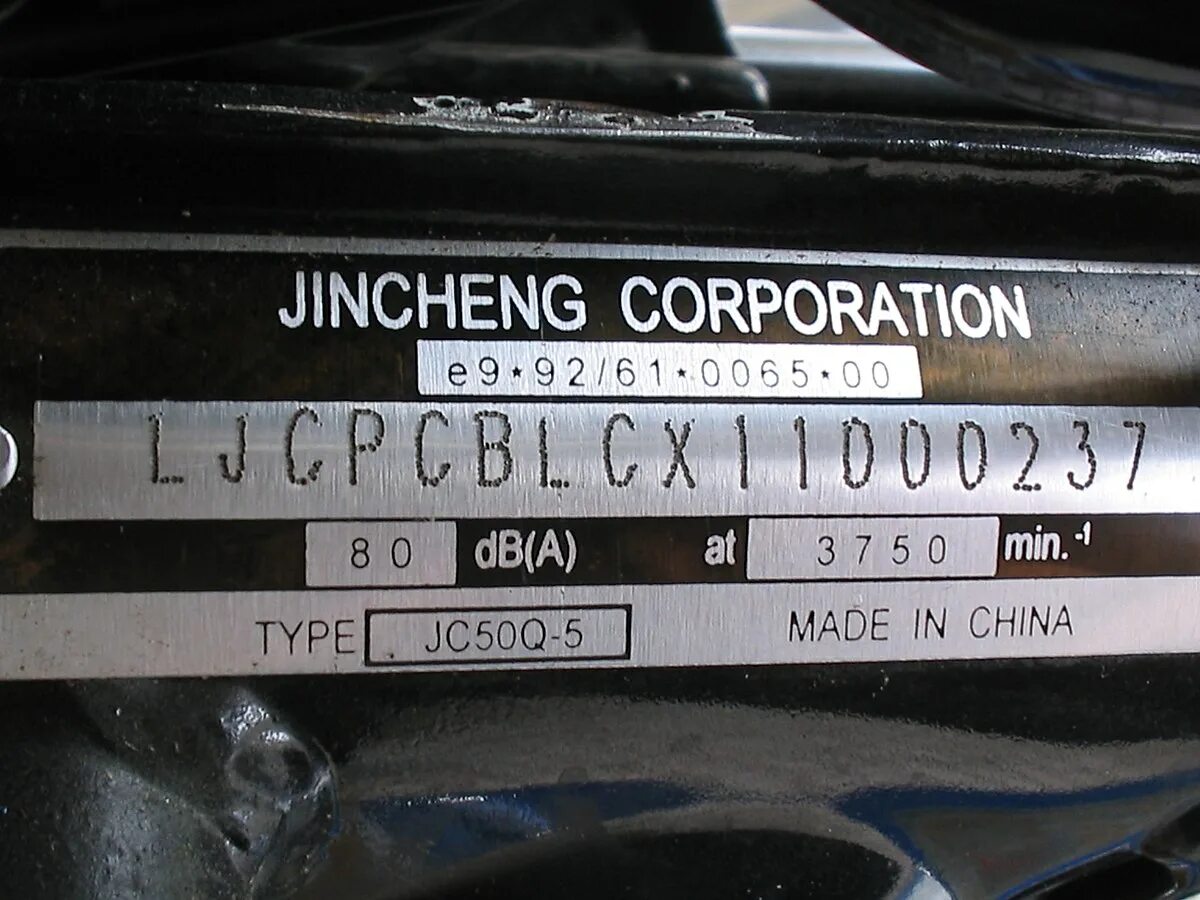 JINCHENG CORPORATION
e9*92/61*0065*00
LJCPCBLCX11000237
80 dB(A) at 3750 min.⁻¹
TYPE JC50Q-5 MADE IN CHINA